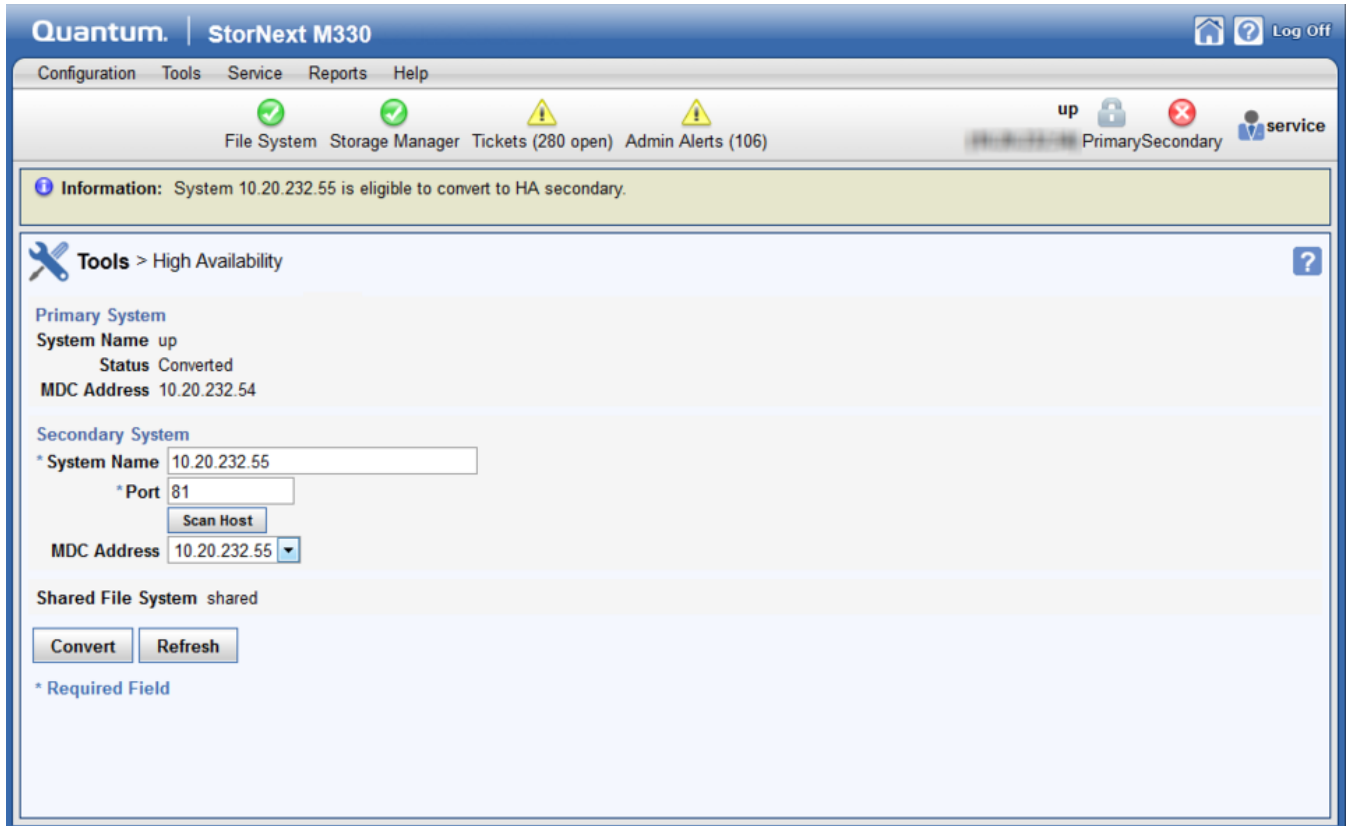 Quantum. | StorNext M330
Log Off
Configuration Tools Service Reports Help
up
File System Storage Manager Tickets (280 open) Admin Alerts (106) Primary Secondary service
Information: System 10.20.232.55 is eligible to convert to HA secondary.
Tools > High Availability
Primary System
System Name up
Status Converted
MDC Address 10.20.232.54
Secondary System
* System Name 10.20.232.55
* Port 81
Scan Host
MDC Address 10.20.232.55
Shared File System shared
Convert Refresh
* Required Field